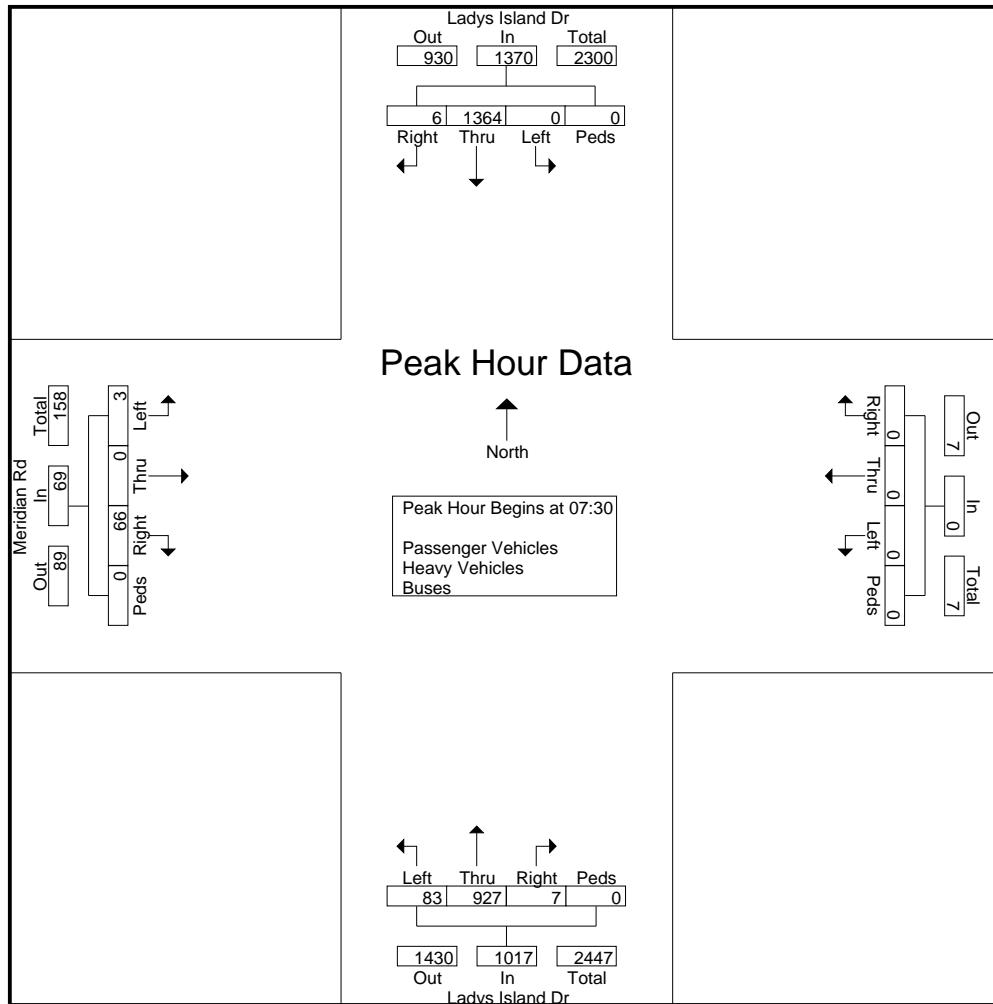 Ladys Island Dr
Out In Total
930 1370 2300
6 1364 0 0
Right Thru Left Peds
Peak Hour Data
North
Peak Hour Begins at 07:30
Passenger Vehicles
Heavy Vehicles
Buses
Meridian Rd
Out In Total
89 69 158
0 66 0 3
Peds Right Thru Left
Out In Total
7 0 7
0 0 0 0
Right Thru Left Peds
Left Thru Right Peds
83 927 7 0
1430 1017 2447
Out In Total
Ladys Island Dr